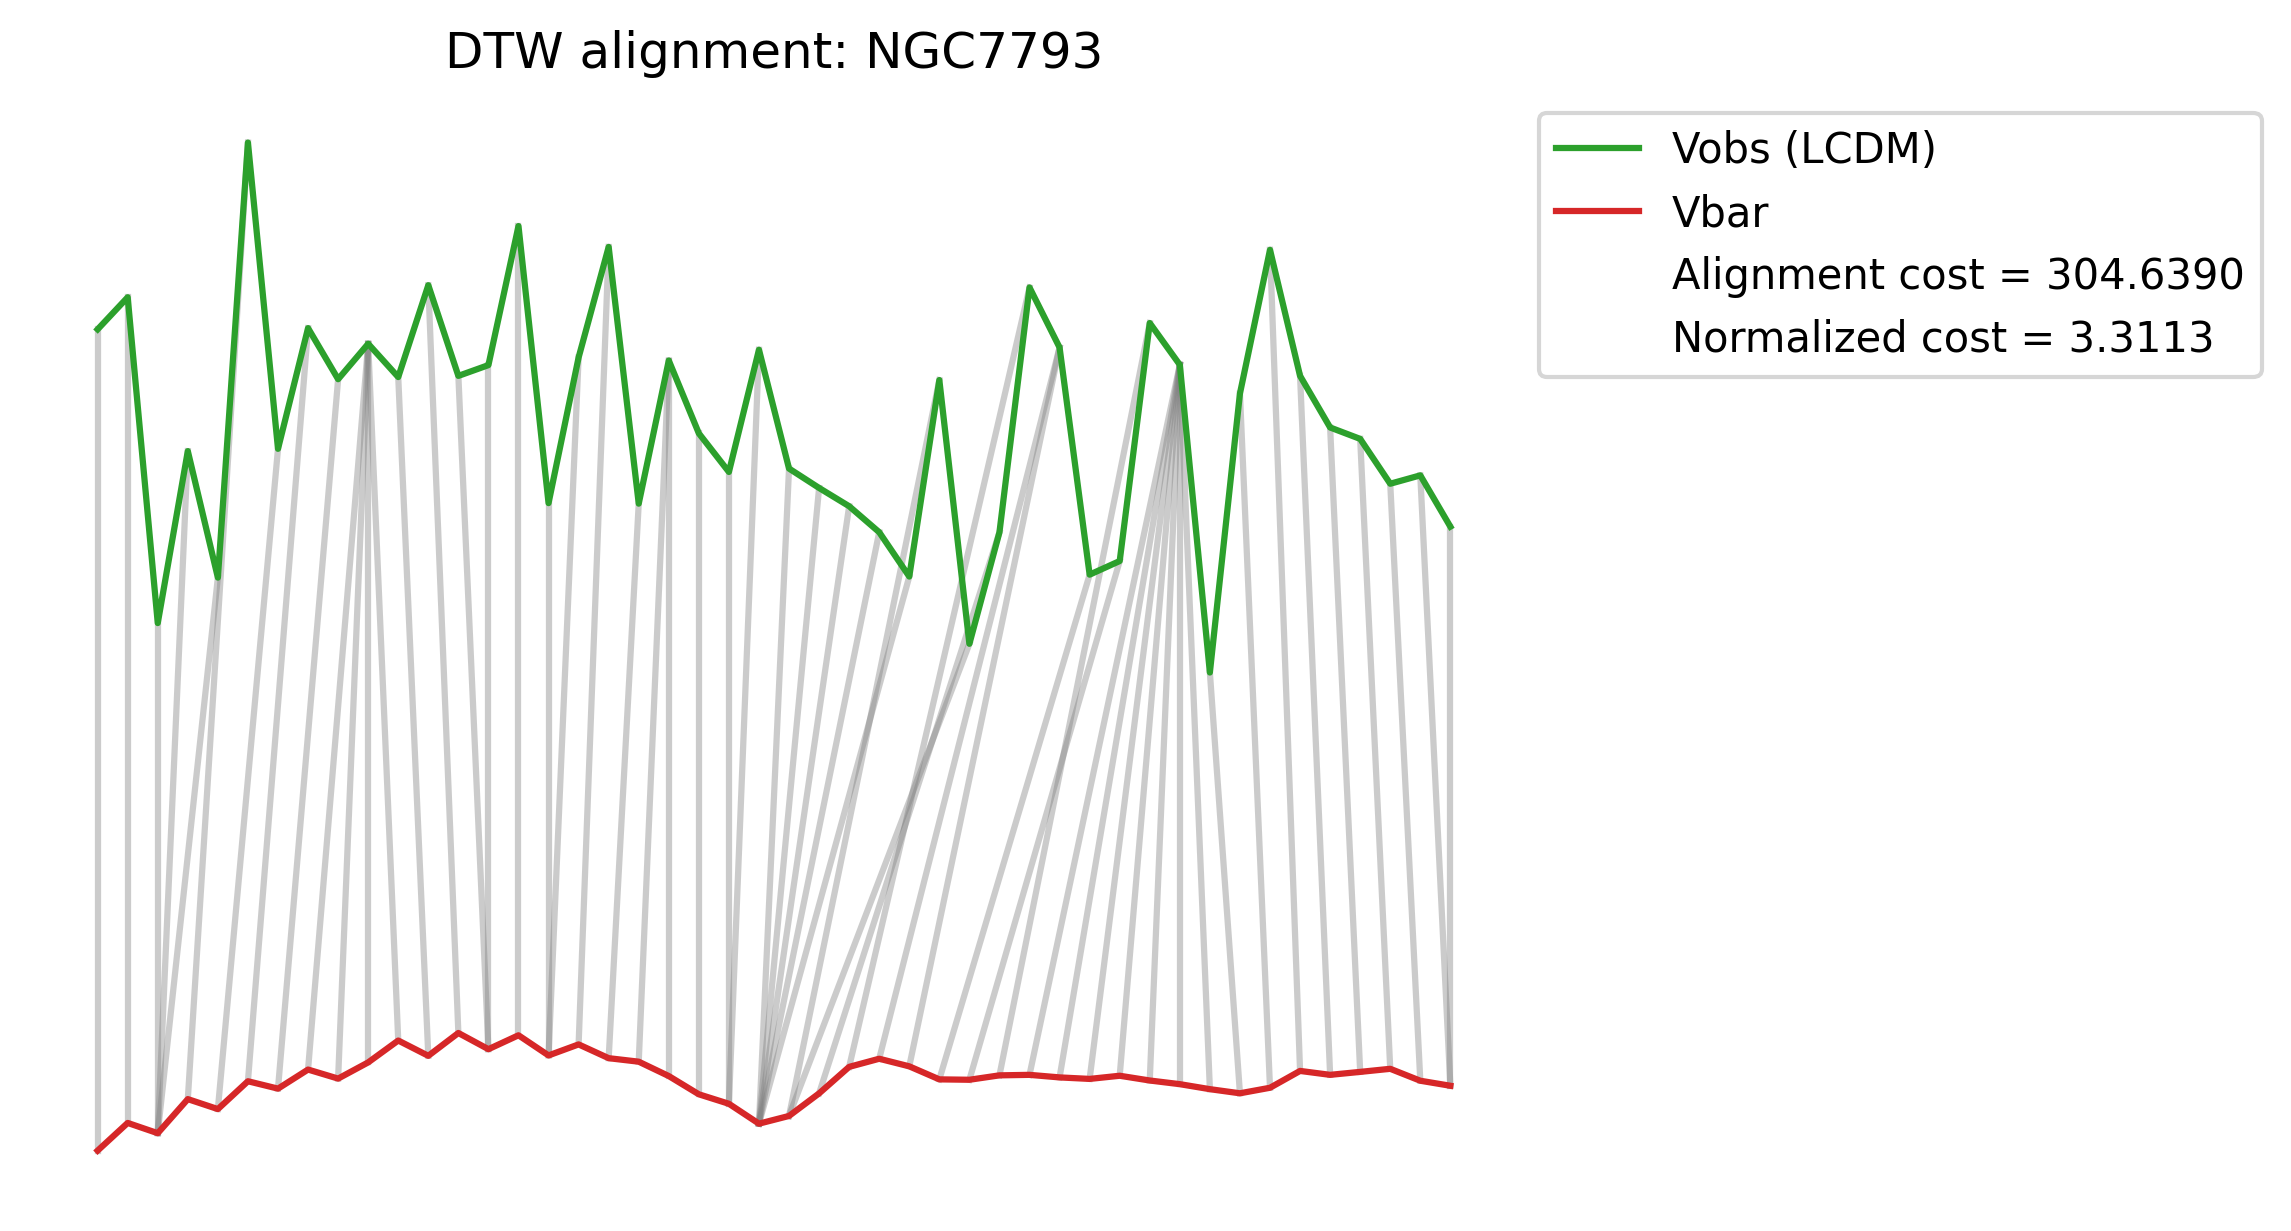 DTW alignment: NGC7793
Vobs (LCDM)
Vbar
Alignment cost = 304.6390
Normalized cost = 3.3113